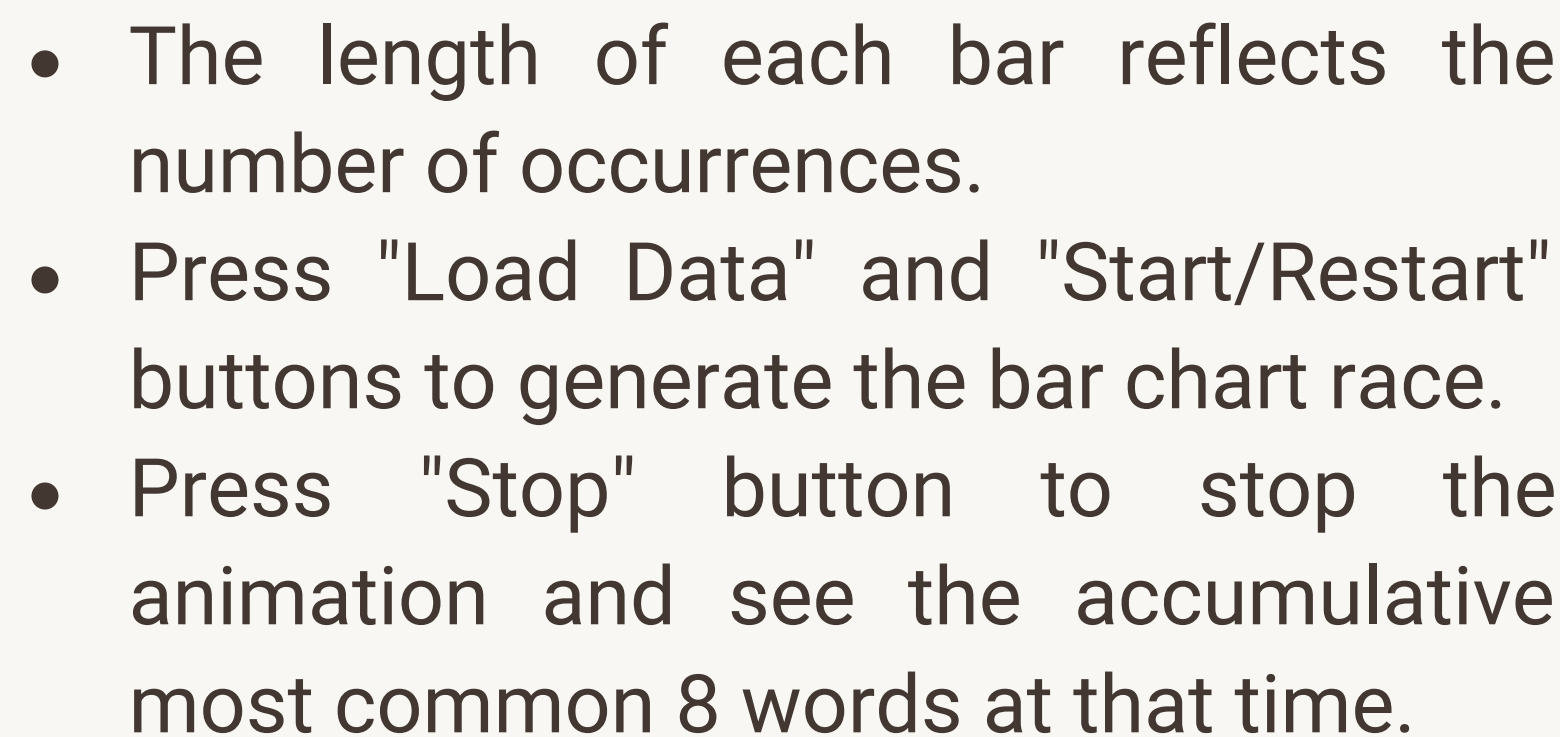 • The length of each bar reflects the
number of occurrences.
• Press "Load Data" and "Start/Restart"
buttons to generate the bar chart race.
• Press "Stop" button to stop the
animation and see the accumulative
most common 8 words at that time.